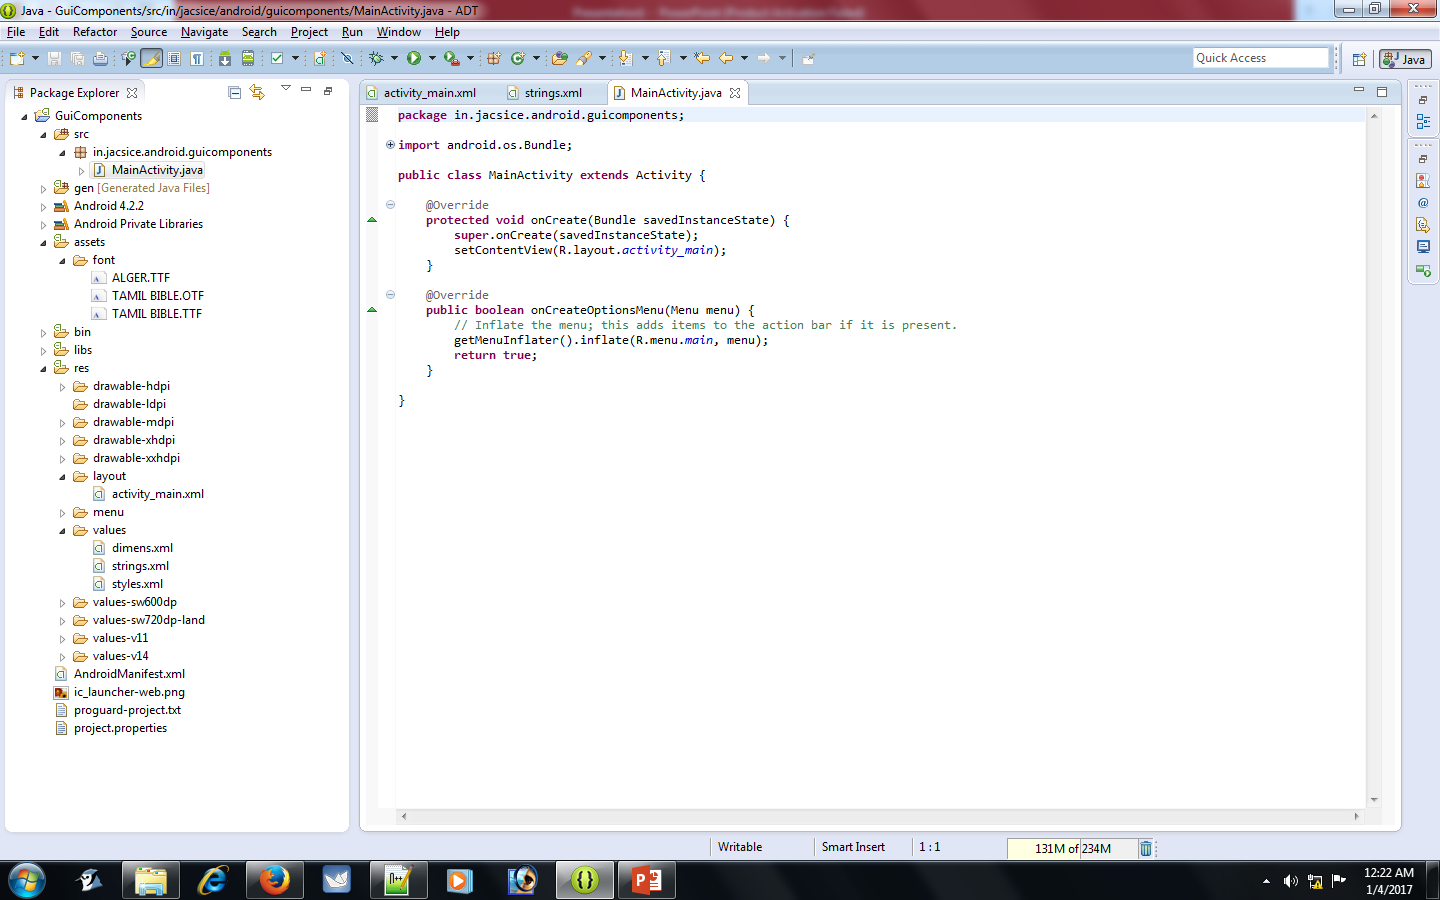 Java - GuiComponents/src/in/jacsice/android/guicomponents/MainActivity.java - ADT
File Edit Refactor Source Navigate Search Project Run Window Help
Quick Access
Java
Package Explorer
GuiComponents
src
in.jacsice.android.guicomponents
MainActivity.java
gen [Generated Java Files]
Android 4.2.2
Android Private Libraries
assets
font
ALGER.TTF
TAMIL BIBLE.OTF
TAMIL BIBLE.TTF
bin
libs
res
drawable-hdpi
drawable-ldpi
drawable-mdpi
drawable-xhdpi
drawable-xxhdpi
layout
activity_main.xml
menu
values
dimens.xml
strings.xml
styles.xml
values-sw600dp
values-sw720dp-land
values-v11
values-v14
AndroidManifest.xml
ic_launcher-web.png
proguard-project.txt
project.properties
activity_main.xml strings.xml MainActivity.java
package in.jacsice.android.guicomponents;
import android.os.Bundle;
public class MainActivity extends Activity {
@Override
protected void onCreate(Bundle savedInstanceState) {
super.onCreate(savedInstanceState);
setContentView(R.layout.activity_main);
}
@Override
public boolean onCreateOptionsMenu(Menu menu) {
// Inflate the menu; this adds items to the action bar if it is present.
getMenuInflater().inflate(R.menu.main, menu);
return true;
}
}
Writable Smart Insert 1 : 1 131M of 234M
12:22 AM
1/4/2017